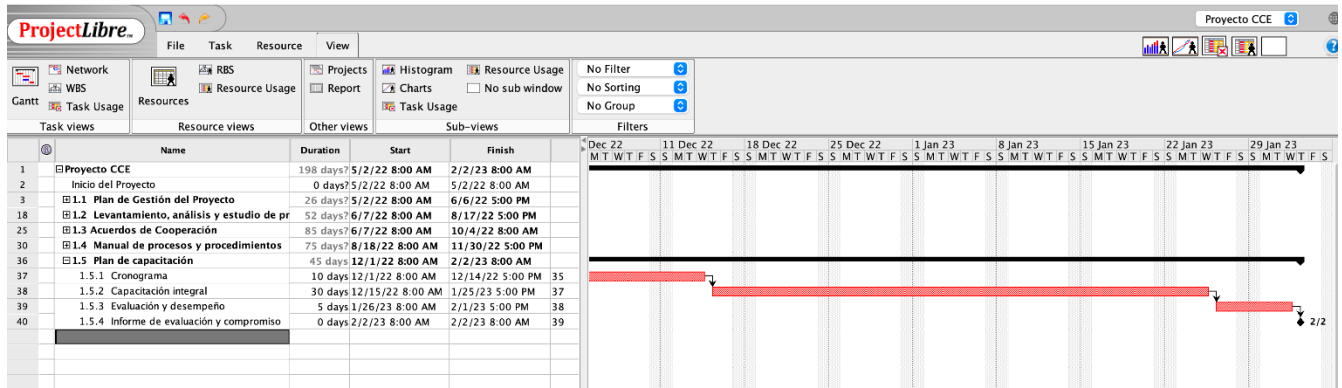 ProjectLibre
Proyecto CCE
File Task Resource View
Gantt Network WBS Task Usage
Task views
Resources RBS Resource Usage
Resource views
Projects Report
Other views
Histogram Resource Usage
Charts No sub window
Task Usage
Sub-views
No Filter
No Sorting
No Group
Filters
Name Duration Start Finish
Dec 22 11 Dec 22 18 Dec 22 25 Dec 22 1 Jan 23 8 Jan 23 15 Jan 23 22 Jan 23 29 Jan 23
M T W T F S S M T W T F S S M T W T F S S M T W T F S S M T W T F S S M T W T F S S M T W T F S S M T W T F S S M T W T F S
1 Proyecto CCE 198 days? 5/2/22 8:00 AM 2/2/23 8:00 AM
2 Inicio del Proyecto 0 days? 5/2/22 8:00 AM 5/2/22 8:00 AM
3 1.1 Plan de Gestión del Proyecto 26 days? 5/2/22 8:00 AM 6/6/22 5:00 PM
18 1.2 Levantamiento, análisis y estudio de pr 52 days? 6/7/22 8:00 AM 8/17/22 5:00 PM
25 1.3 Acuerdos de Cooperación 85 days? 6/7/22 8:00 AM 10/4/22 8:00 AM
30 1.4 Manual de procesos y procedimientos 75 days? 8/18/22 8:00 AM 11/30/22 5:00 PM
36 1.5 Plan de capacitación 45 days 12/1/22 8:00 AM 2/2/23 8:00 AM
37 1.5.1 Cronograma 10 days 12/1/22 8:00 AM 12/14/22 5:00 PM 35
38 1.5.2 Capacitación integral 30 days 12/15/22 8:00 AM 1/25/23 5:00 PM 37
39 1.5.3 Evaluación y desempeño 5 days 1/26/23 8:00 AM 2/1/23 5:00 PM 38
40 1.5.4 Informe de evaluación y compromiso 0 days 2/2/23 8:00 AM 2/2/23 8:00 AM 39
2/2